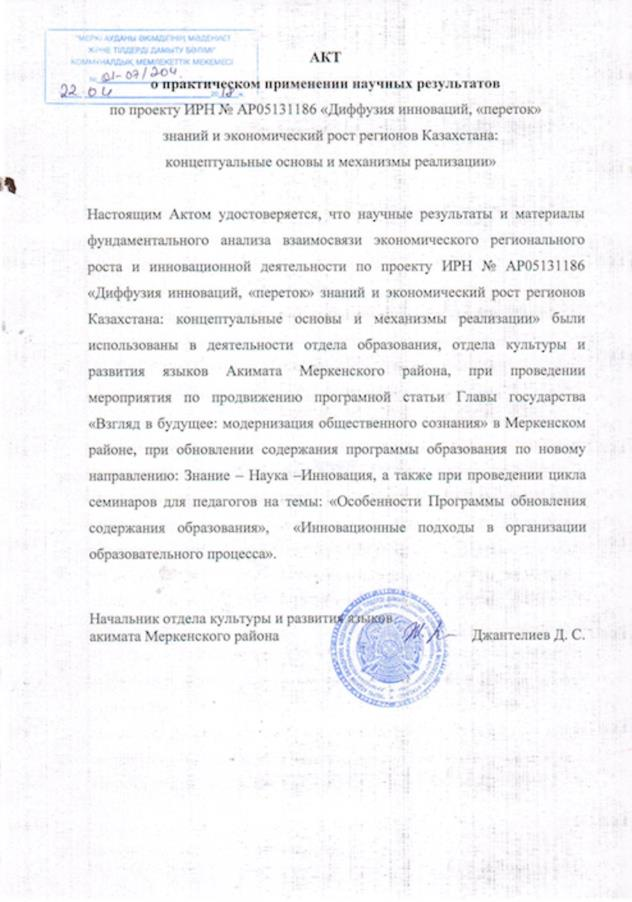 "МЕРКІ АУДАНЫ ӘКІМДІГІНІҢ МӘДЕНИЕТ
ЖӘНЕ ТІЛДЕРДІ ДАМЫТУ БӨЛІМІ"
КОММУНАЛДЫҚ МЕМЛЕКЕТТІК МЕКЕМЕСІ
№ 01-07/204
22 04 2018
АКТ
о практическом применении научных результатов
по проекту ИРН № АР05131186 «Диффузия инноваций, «переток»
знаний и экономический рост регионов Казахстана:
концептуальные основы и механизмы реализации»
Настоящим Актом удостоверяется, что научные результаты и материалы
фундаментального анализа взаимосвязи экономического регионального
роста и инновационной деятельности по проекту ИРН № АР05131186
«Диффузия инноваций, «переток» знаний и экономический рост регионов
Казахстана: концептуальные основы и механизмы реализации» были
использованы в деятельности отдела образования, отдела культуры и
развития языков Акимата Меркенского района, при проведении
мероприятия по продвижению програмной статьи Главы государства
«Взгляд в будущее: модернизация общественного сознания» в Меркенском
районе, при обновлении содержания программы образования по новому
направлению: Знание – Наука –Инновация, а также при проведении цикла
семинаров для педагогов на темы: «Особенности Программы обновления
содержания образования», «Инновационные подходы в организации
образовательного процесса».
Начальник отдела культуры и развития языков
акимата Меркенского района Джантелиев Д. С.